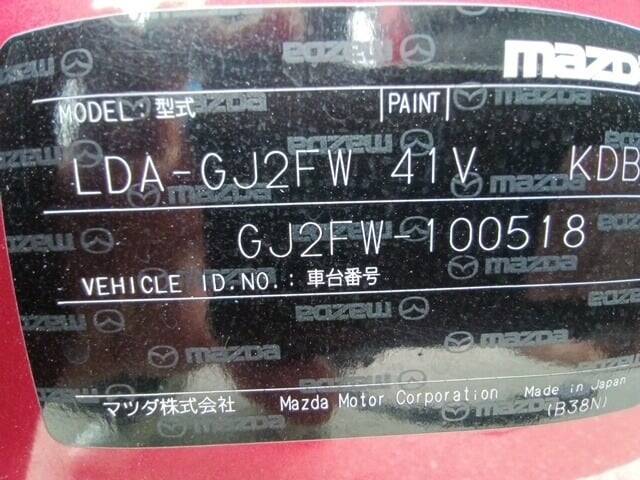 mazda
MODEL : 型式 PAINT
LDA-GJ2FW 41V KDB
GJ2FW-100518
VEHICLE ID.NO.: 車台番号
マツダ株式会社 Mazda Motor Corporation Made in Japan
(B38N)